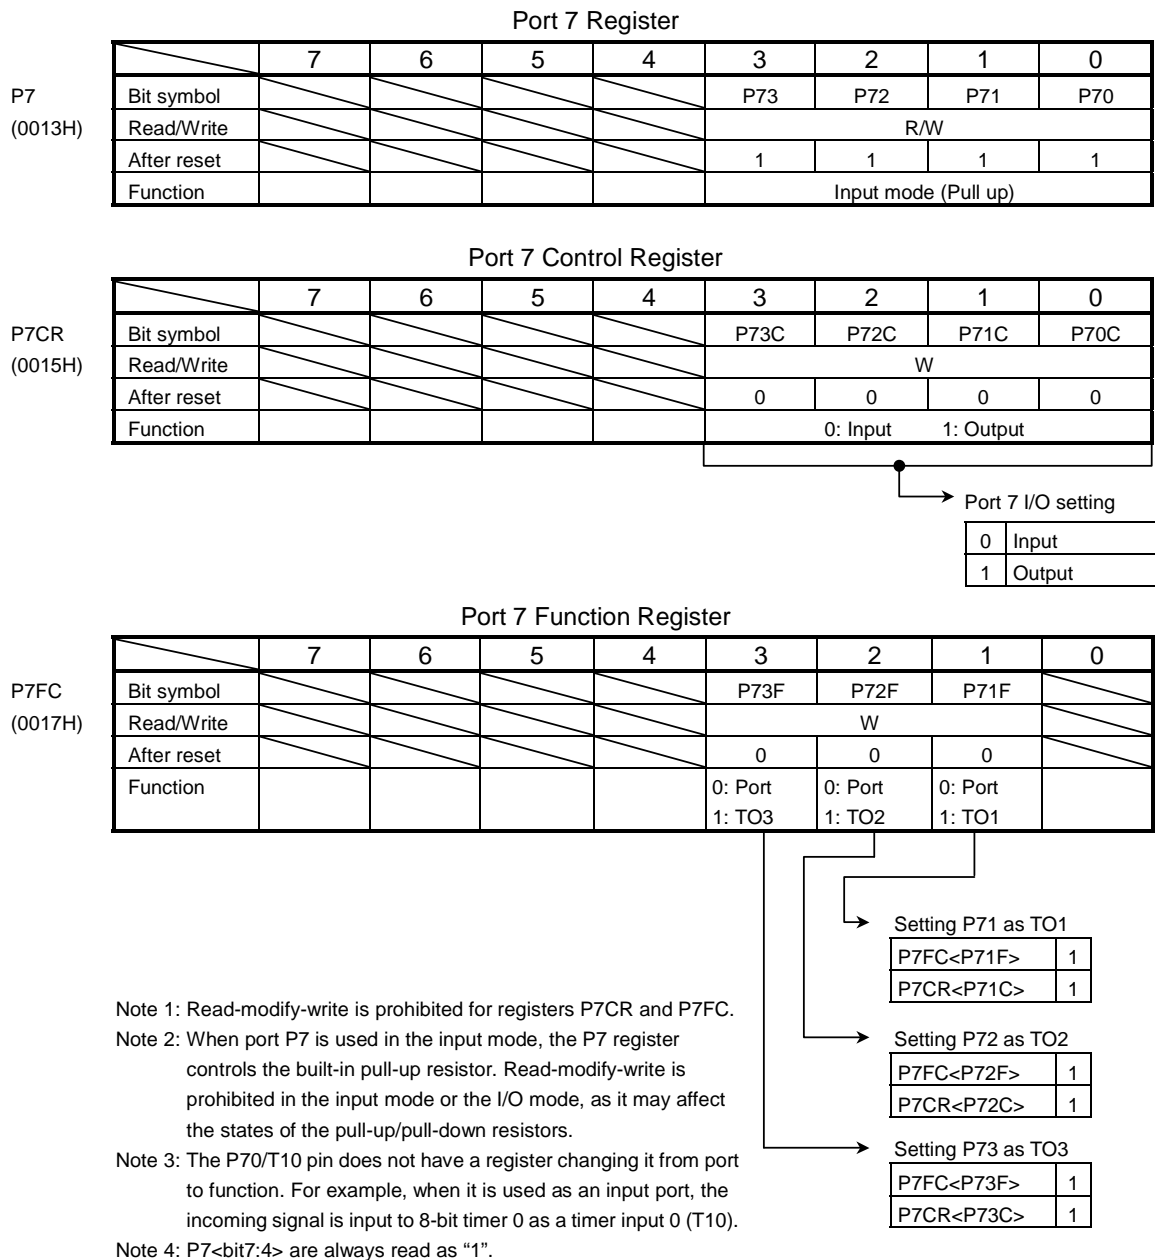 Port 7 Register
7 6 5 4 3 2 1 0
P7 Bit symbol P73 P72 P71 P70
(0013H) Read/Write R/W
After reset 1 1 1 1
Function Input mode (Pull up)
Port 7 Control Register
7 6 5 4 3 2 1 0
P7CR Bit symbol P73C P72C P71C P70C
(0015H) Read/Write W
After reset 0 0 0 0
Function 0: Input 1: Output
Port 7 I/O setting
0 Input
1 Output
Port 7 Function Register
7 6 5 4 3 2 1 0
P7FC Bit symbol P73F P72F P71F
(0017H) Read/Write W
After reset 0 0 0
Function 0: Port 0: Port 0: Port
1: TO3 1: TO2 1: TO1
Setting P71 as TO1
P7FC<P71F> 1
P7CR<P71C> 1
Setting P72 as TO2
P7FC<P72F> 1
P7CR<P72C> 1
Setting P73 as TO3
P7FC<P73F> 1
P7CR<P73C> 1
Note 1: Read-modify-write is prohibited for registers P7CR and P7FC.
Note 2: When port P7 is used in the input mode, the P7 register
controls the built-in pull-up resistor. Read-modify-write is
prohibited in the input mode or the I/O mode, as it may affect
the states of the pull-up/pull-down resistors.
Note 3: The P70/T10 pin does not have a register changing it from port
to function. For example, when it is used as an input port, the
incoming signal is input to 8-bit timer 0 as a timer input 0 (T10).
Note 4: P7<bit7:4> are always read as “1”.